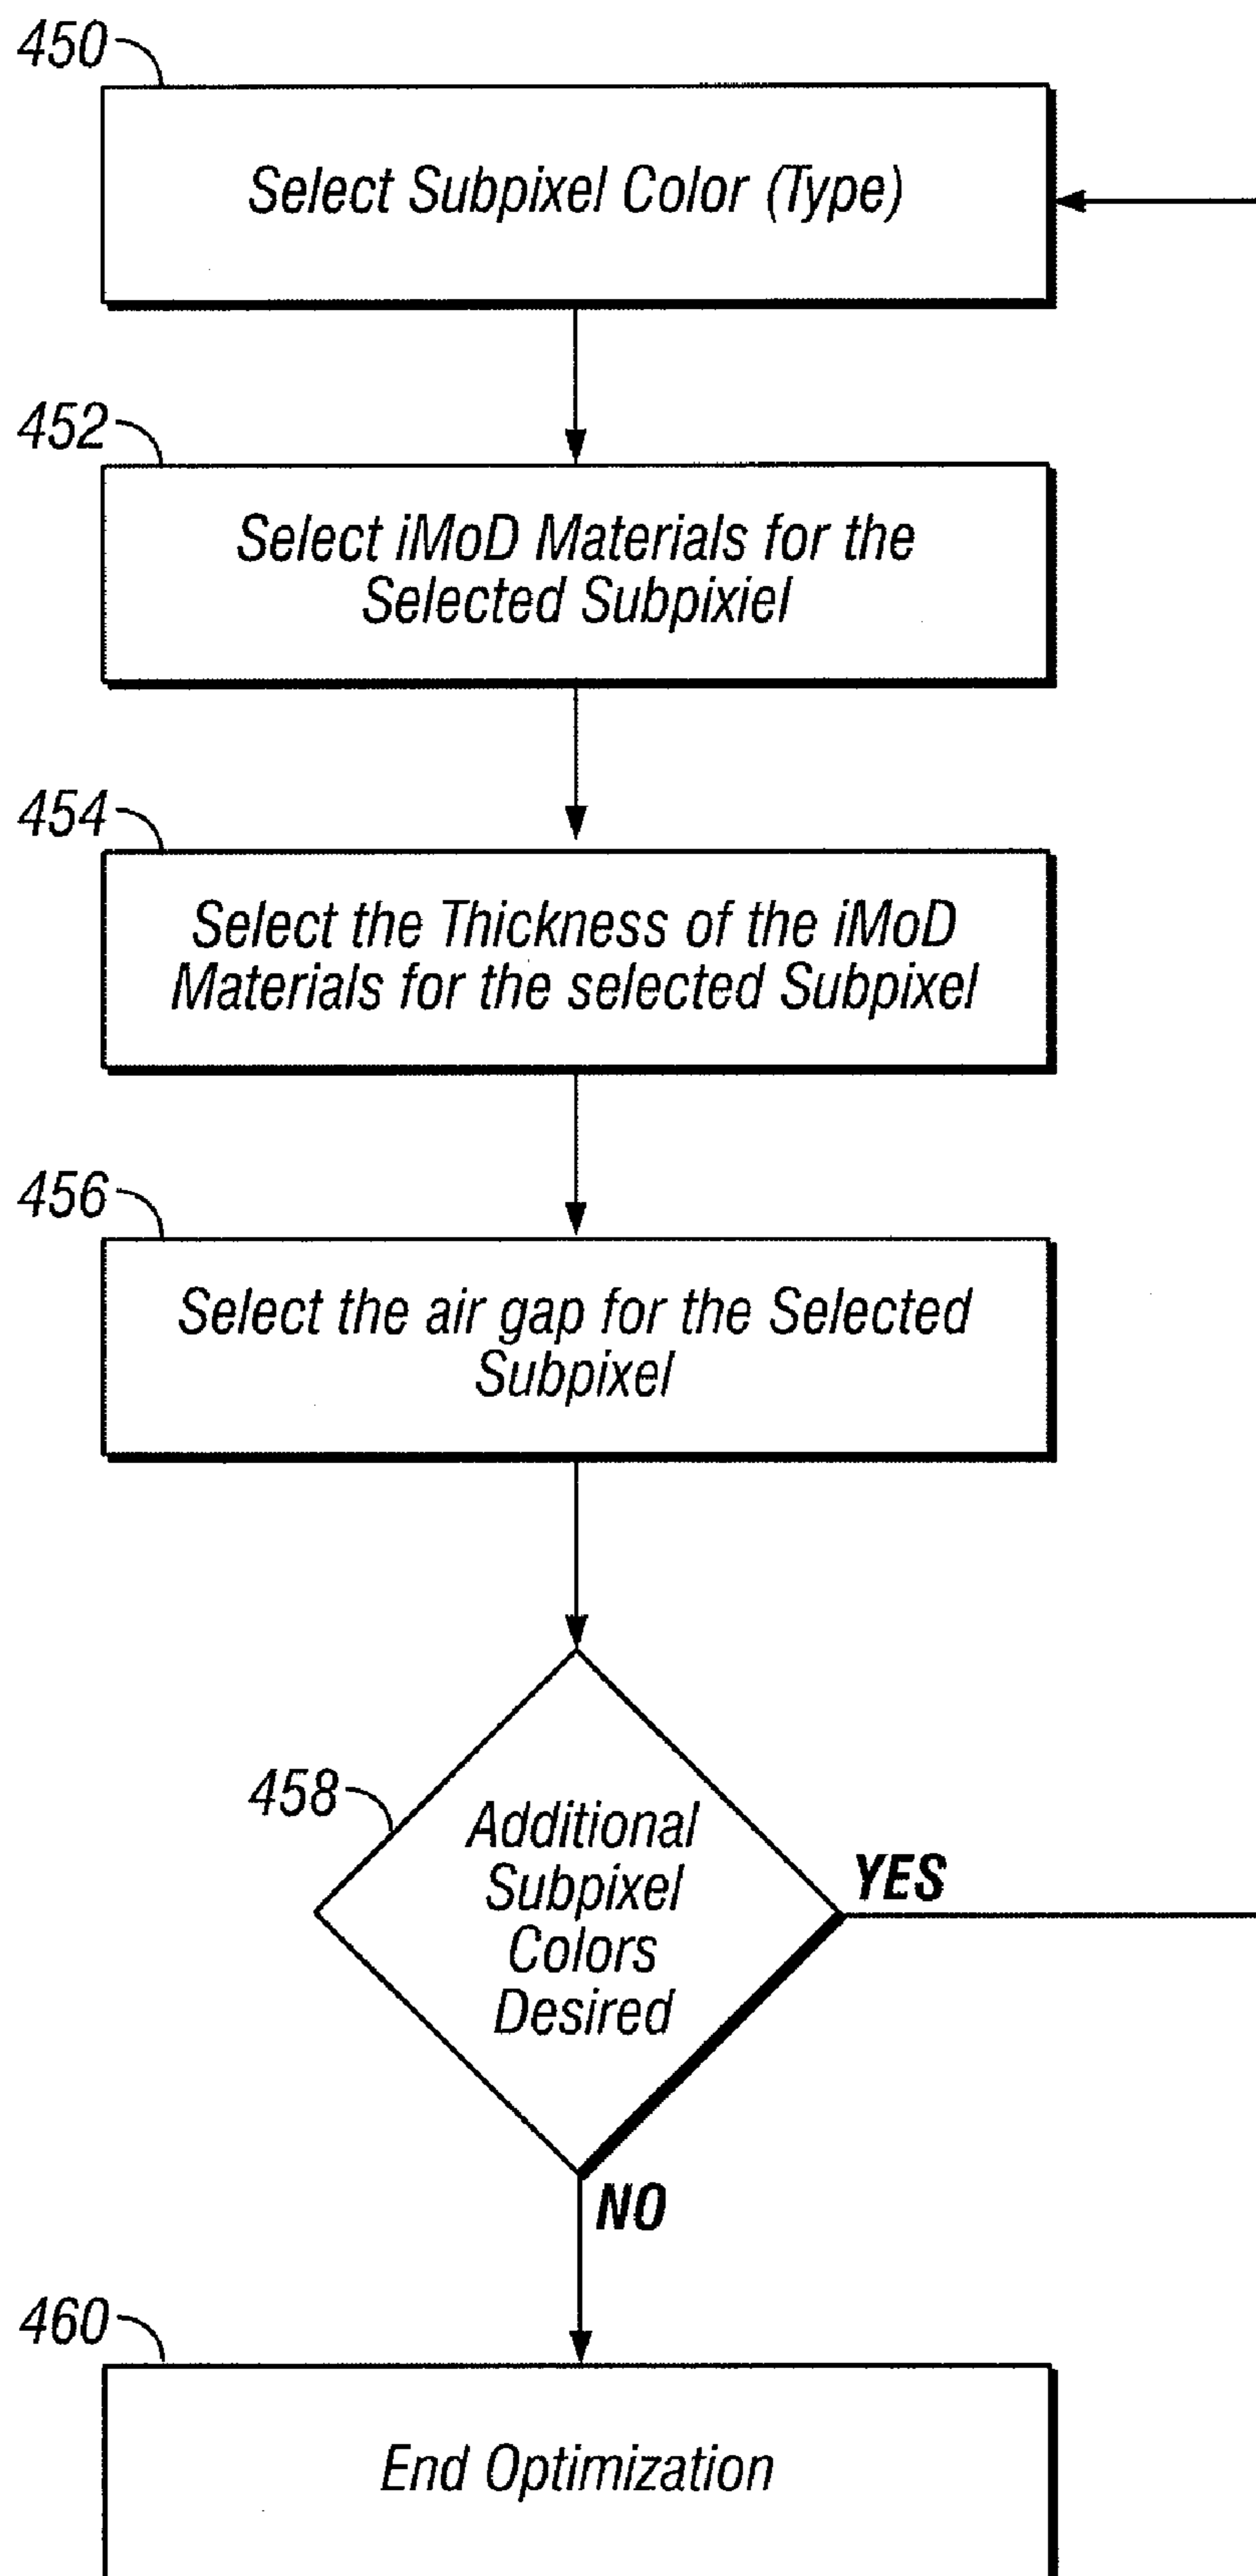 450
Select Subpixel Color (Type)
452
Select iMoD Materials for the
Selected Subpixiel
454
Select the Thickness of the iMoD
Materials for the selected Subpixel
456
Select the air gap for the Selected
Subpixel
458
Additional
Subpixel
Colors
Desired
YES
NO
460
End Optimization